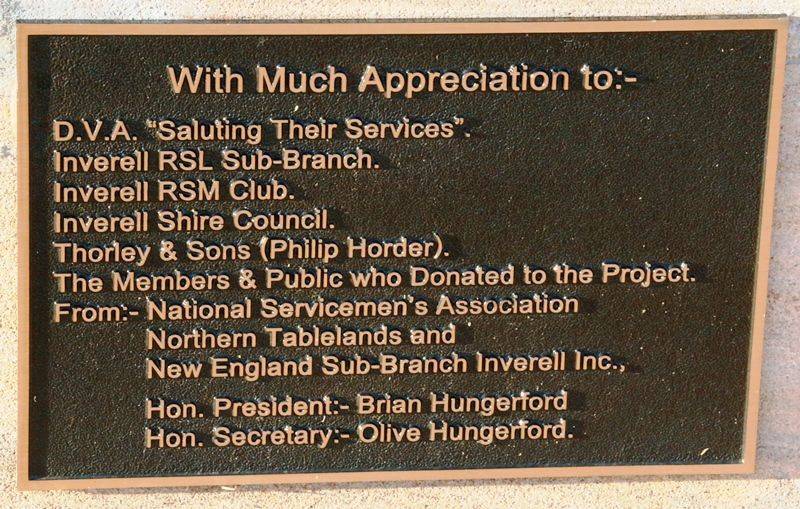 With Much Appreciation to:-
D.V.A. "Saluting Their Services".
Inverell RSL Sub-Branch.
Inverell RSM Club.
Inverell Shire Council.
Thorley & Sons (Philip Horder).
The Members & Public who Donated to the Project.
From:- National Servicemen's Association
Northern Tablelands and
New England Sub-Branch Inverell Inc.,
Hon. President:- Brian Hungerford
Hon. Secretary:- Olive Hungerford.